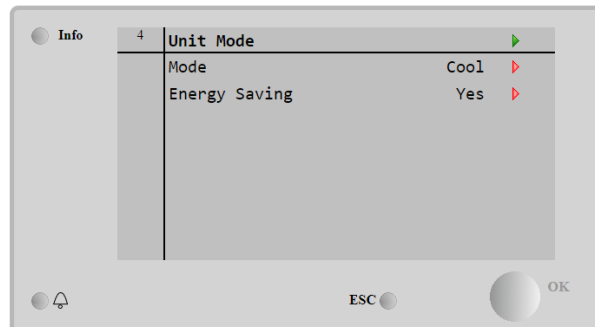 Info
4 Unit Mode
Mode Cool
Energy Saving Yes
ESC
OK